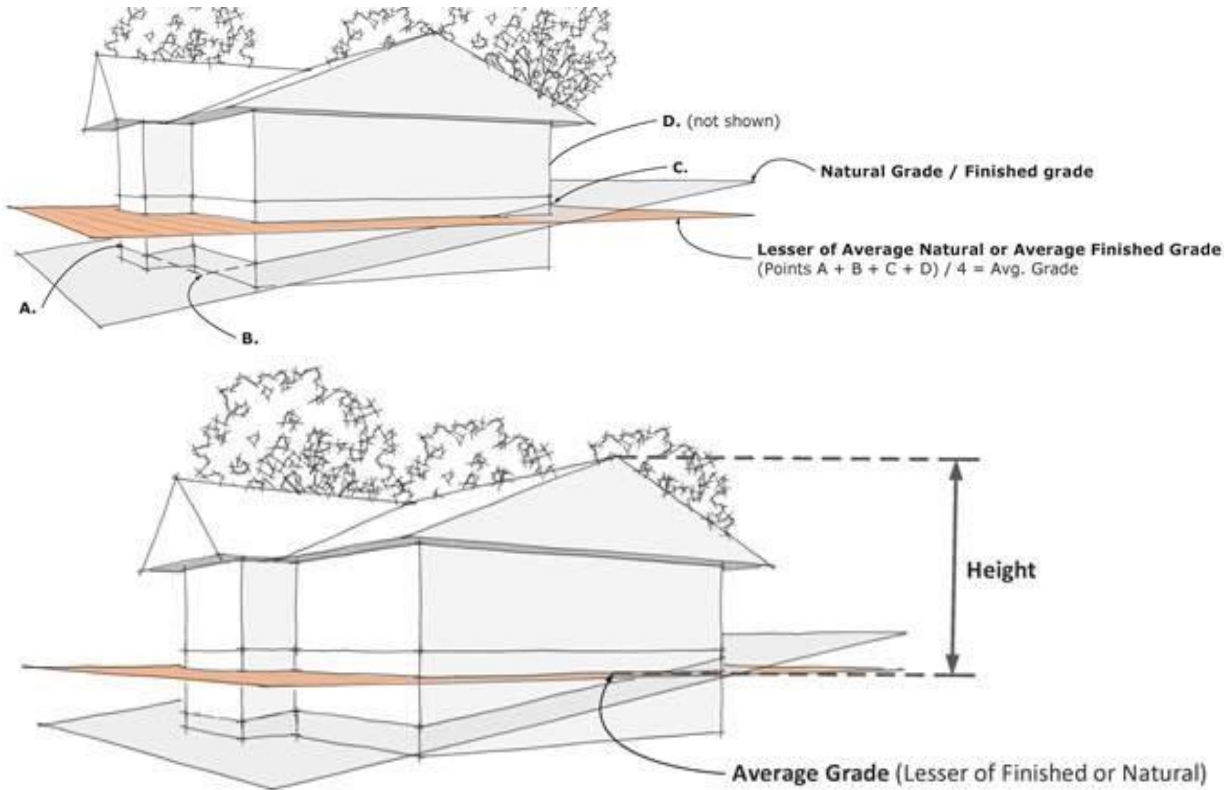 D. (not shown)
C.
Natural Grade / Finished grade
Lesser of Average Natural or Average Finished Grade
(Points A + B + C + D) / 4 = Avg. Grade
A.
B.
Height
Average Grade (Lesser of Finished or Natural)